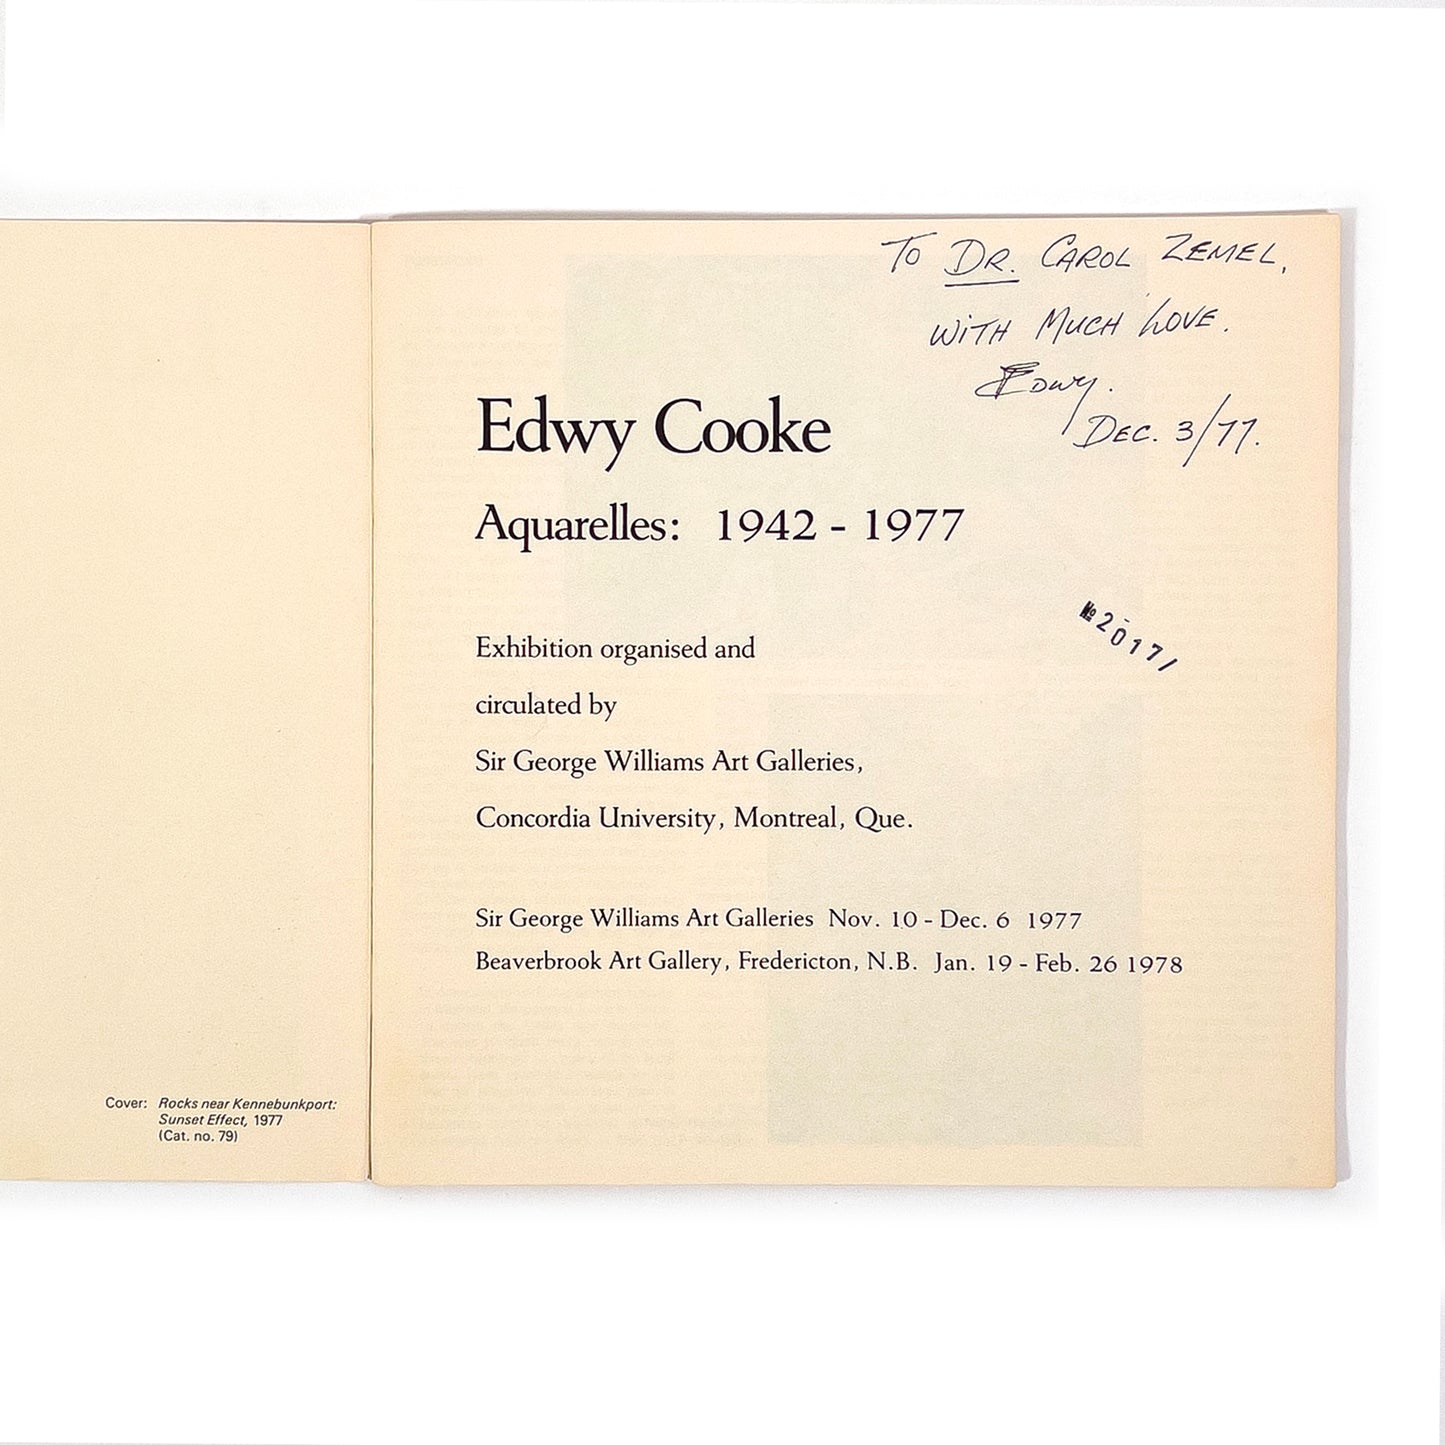 Cover: Rocks near Kennebunkport:
Sunset Effect, 1977
(Cat. no. 79)
To Dr. Carol Zemel,
with much love.
Edwy.
Dec. 3/77.
Edwy Cooke
Aquarelles: 1942 - 1977
№ 2017/
Exhibition organised and
circulated by
Sir George Williams Art Galleries,
Concordia University, Montreal, Que.
Sir George Williams Art Galleries Nov. 10 - Dec. 6 1977
Beaverbrook Art Gallery, Fredericton, N.B. Jan. 19 - Feb. 26 1978